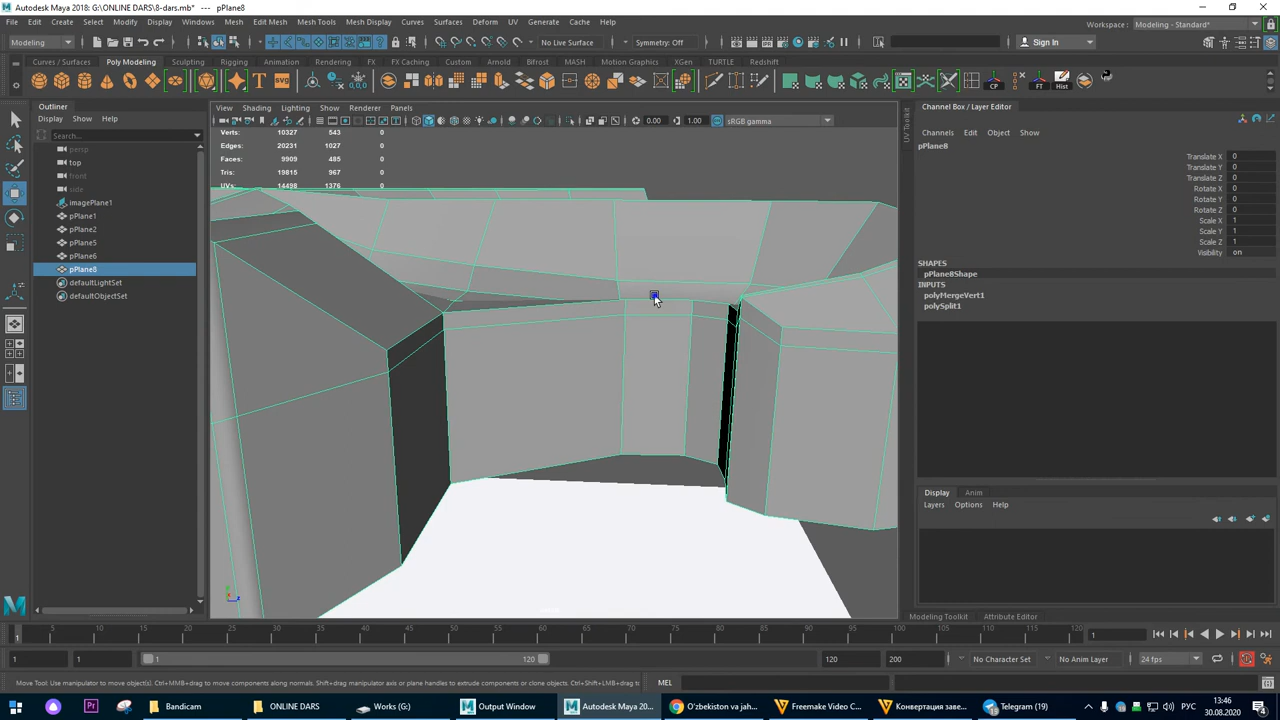 Autodesk Maya 2018: G:\ONLINE DARS\8-dars.mb*  ---  pPlane8
File Edit Create Select Modify Display Windows Mesh Edit Mesh Mesh Tools Mesh Display Curves Surfaces Deform UV Generate Cache Help
Workspace : Modeling - Standard*
Modeling No Live Surface Symmetry: Off Sign In
Curves / Surfaces Poly Modeling Sculpting Rigging Animation Rendering FX FX Caching Custom Arnold Bifrost MASH Motion Graphics XGen TURTLE Redshift
CP FT Hist
Outliner
Display Show Help
Search...
persp
top
front
side
imagePlane1
pPlane1
pPlane2
pPlane5
pPlane6
pPlane8
defaultLightSet
defaultObjectSet
View Shading Lighting Show Renderer Panels
0.00 1.00 sRGB gamma
Verts: 10327 543 0
Edges: 20231 1027 0
Faces: 9909 485 0
Tris: 19815 967 0
UVs: 14498 1376 0
UV Toolkit
Channel Box / Layer Editor
Channels Edit Object Show
pPlane8
Translate X 0
Translate Y 0
Translate Z 0
Rotate X 0
Rotate Y 0
Rotate Z 0
Scale X 1
Scale Y 1
Scale Z 1
Visibility on
SHAPES
pPlane8Shape
INPUTS
polyMergeVert1
polySplit1
Display Anim
Layers Options Help
Modeling Toolkit Attribute Editor
5 10 15 20 25 30 35 40 45 50 55 60 65 70 75 80 85 90 95 100 105 110 115 120
1 1
1 1 1 120 120 200 No Character Set No Anim Layer 24 fps
Move Tool: Use manipulator to move object(s). Ctrl+MMB+drag to move components along normals. Shift+drag manipulator axis or plane handles to extrude components or clone objects. Ctrl+Shift+LMB+drag to
MEL
Bandicam ONLINE DARS Works (G:) Output Window Autodesk Maya 20... O'zbekiston va jah... Freemake Video C... Конвертация заве... Telegram (19)
РУС 13:46
30.08.2020